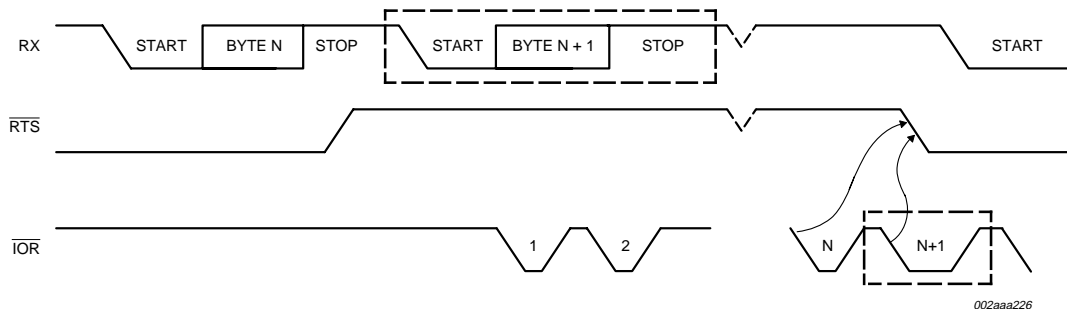 RX START BYTE N STOP START BYTE N + 1 STOP START
RTS
IOR 1 2 N N+1
002aaa226